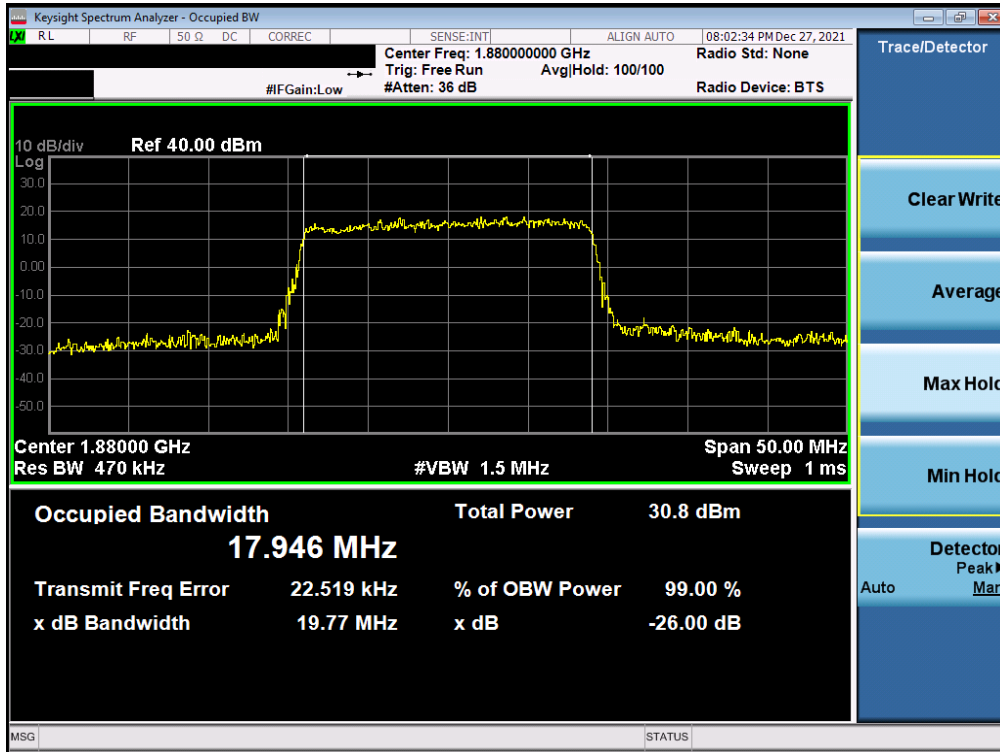 Keysight Spectrum Analyzer - Occupied BW
LXI RL RF 50 Ω DC CORREC SENSE:INT ALIGN AUTO 08:02:34 PM Dec 27, 2021
Center Freq: 1.880000000 GHz Radio Std: None
Trig: Free Run Avg|Hold: 100/100
#IFGain:Low #Atten: 36 dB Radio Device: BTS
Trace/Detector
10 dB/div Ref 40.00 dBm
Log
30.0
20.0
10.0
0.00
-10.0
-20.0
-30.0
-40.0
-50.0
Center 1.88000 GHz Span 50.00 MHz
Res BW 470 kHz #VBW 1.5 MHz Sweep 1 ms
Occupied Bandwidth Total Power 30.8 dBm
17.946 MHz
Transmit Freq Error 22.519 kHz % of OBW Power 99.00 %
x dB Bandwidth 19.77 MHz x dB -26.00 dB
Clear Write
Average
Max Hold
Min Hold
Detector
Peak
Auto Man
MSG STATUS